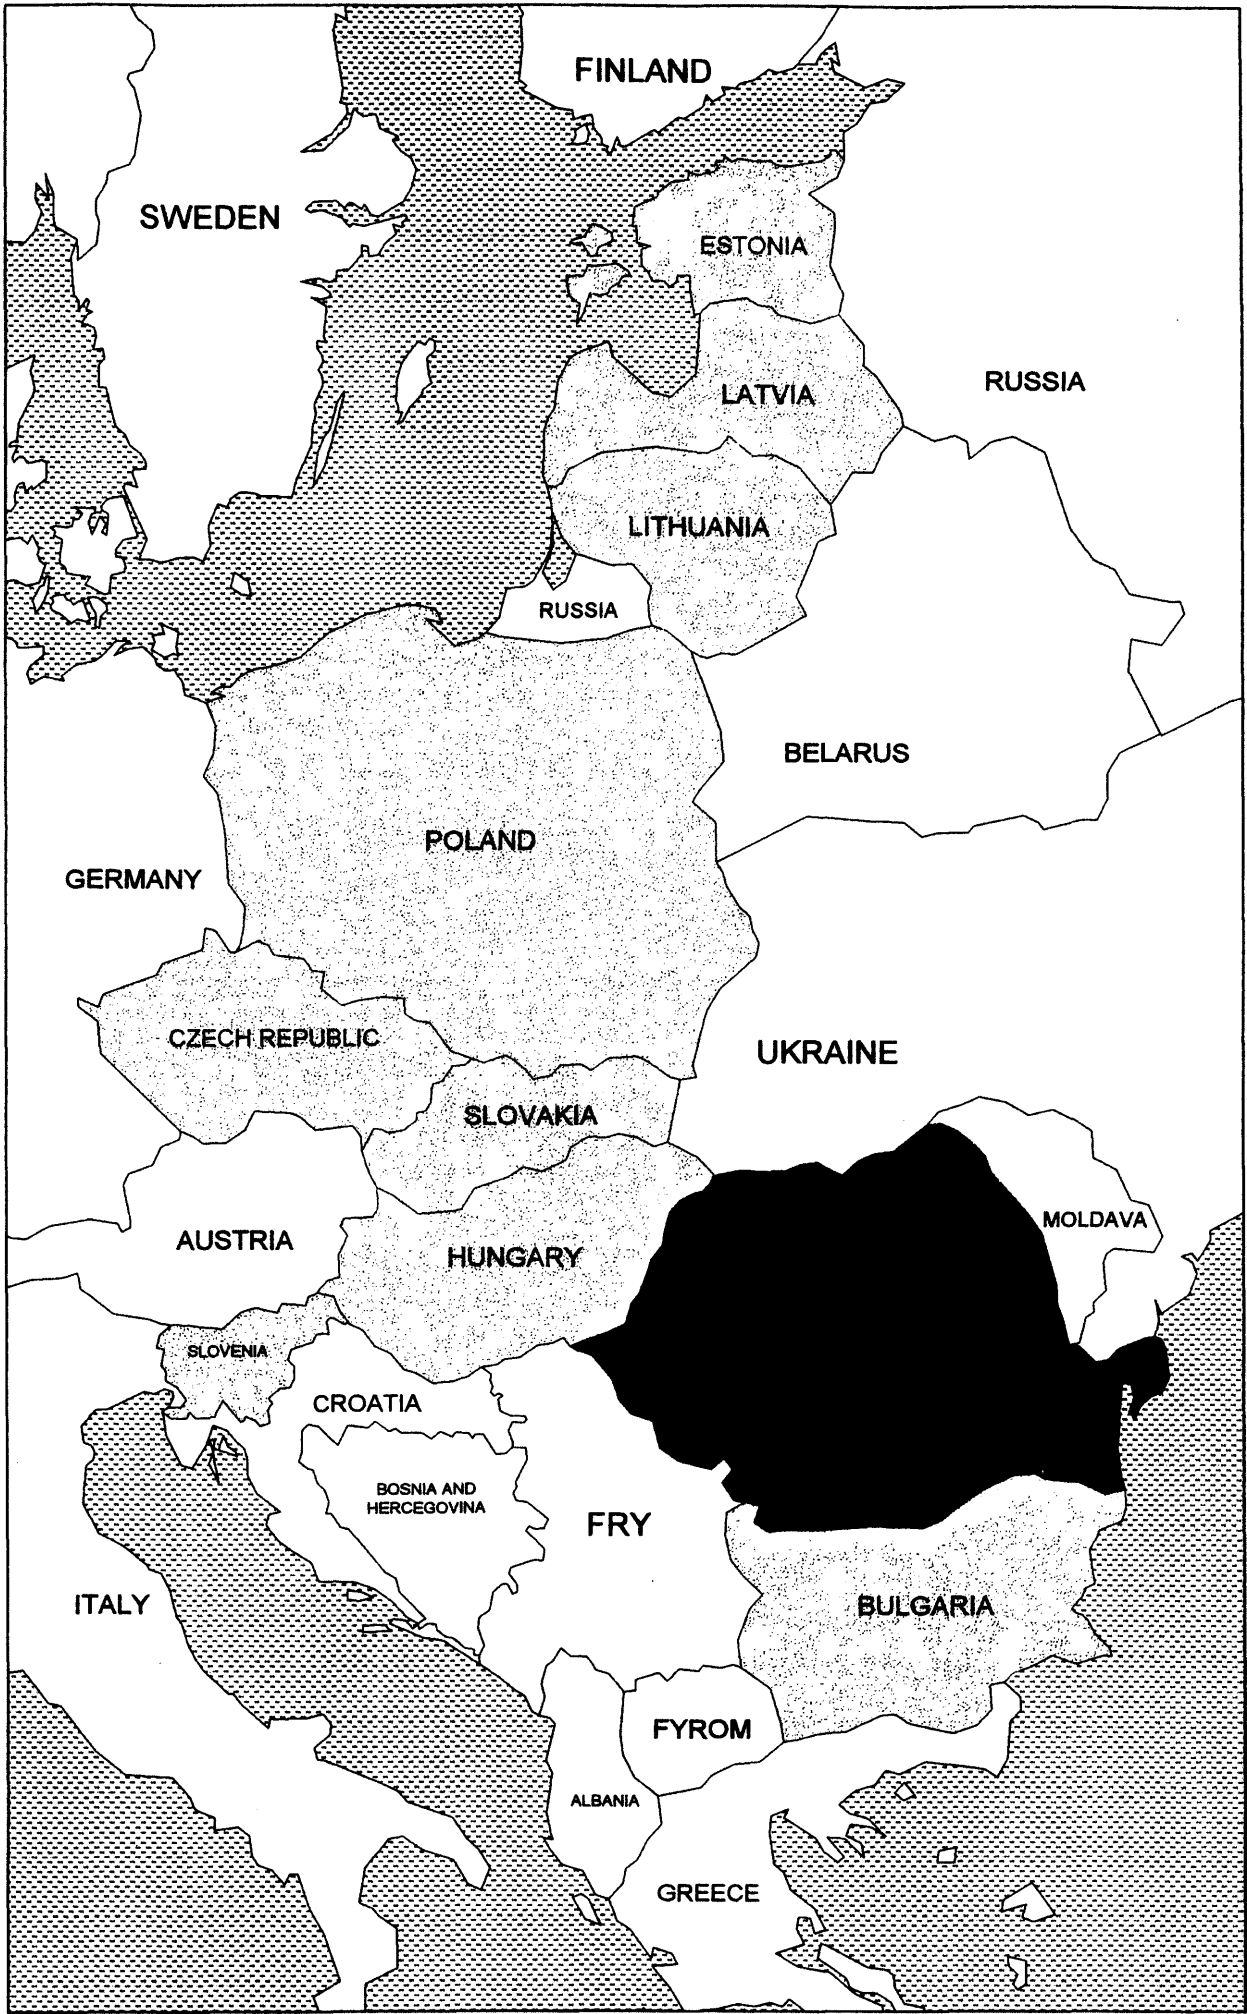 FINLAND
SWEDEN
ESTONIA
RUSSIA
LATVIA
LITHUANIA
RUSSIA
BELARUS
POLAND
GERMANY
CZECH REPUBLIC
UKRAINE
SLOVAKIA
MOLDAVA
AUSTRIA
HUNGARY
SLOVENIA
CROATIA
BOSNIA AND
HERCEGOVINA
FRY
ITALY
BULGARIA
FYROM
ALBANIA
GREECE